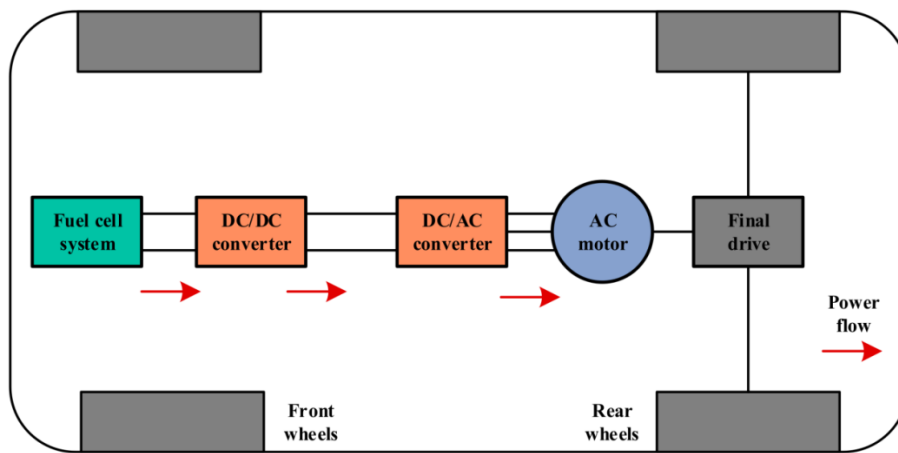 Fuel cell
system
DC/DC
converter
DC/AC
converter
AC
motor
Final
drive
Power
flow
Front
wheels
Rear
wheels